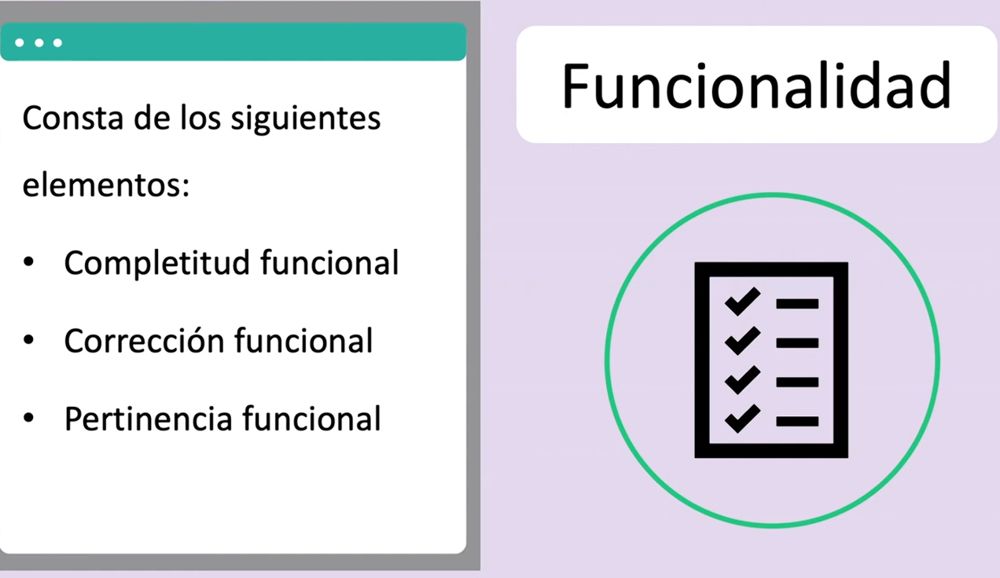 Consta de los siguientes
elementos:
• Completitud funcional
• Corrección funcional
• Pertinencia funcional
Funcionalidad